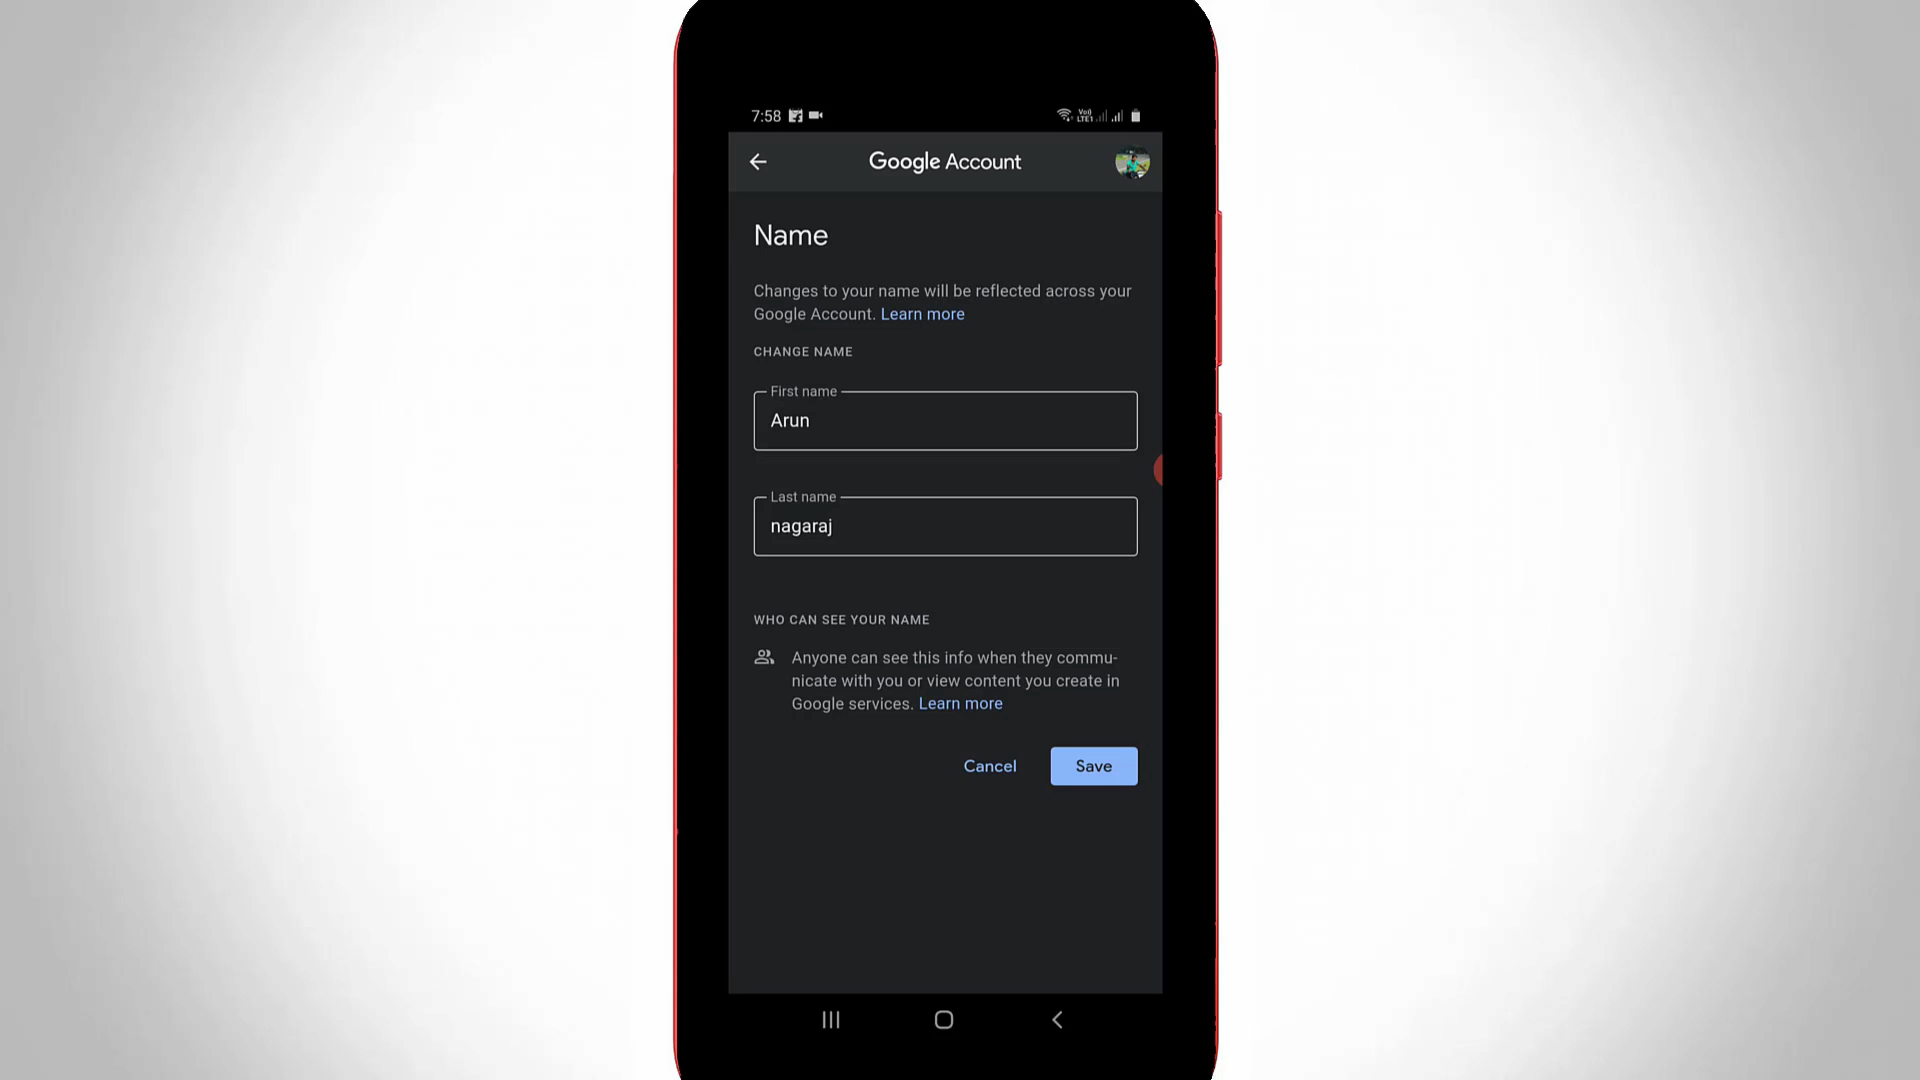 7:58
Google Account
Name
Changes to your name will be reflected across your
Google Account. Learn more
CHANGE NAME
First name
Arun
Last name
nagaraj
WHO CAN SEE YOUR NAME
Anyone can see this info when they commu-
nicate with you or view content you create in
Google services. Learn more
Cancel Save